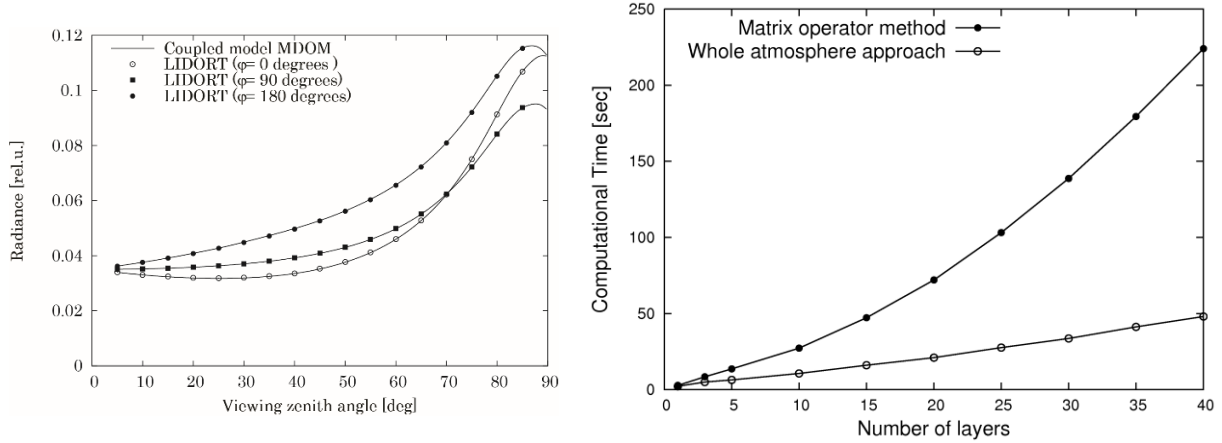 0.12
0.1
0.08
0.06
0.04
0.02
0
Radiance [rel.u.]
Coupled model MDOM
LIDORT (φ= 0 degrees )
LIDORT (φ= 90 degrees)
LIDORT (φ= 180 degrees)
0 10 20 30 40 50 60 70 80 90
Viewing zenith angle [deg]
250
200
150
100
50
0
Computational Time [sec]
Matrix operator method
Whole atmosphere approach
5 10 15 20 25 30 35 40
Number of layers